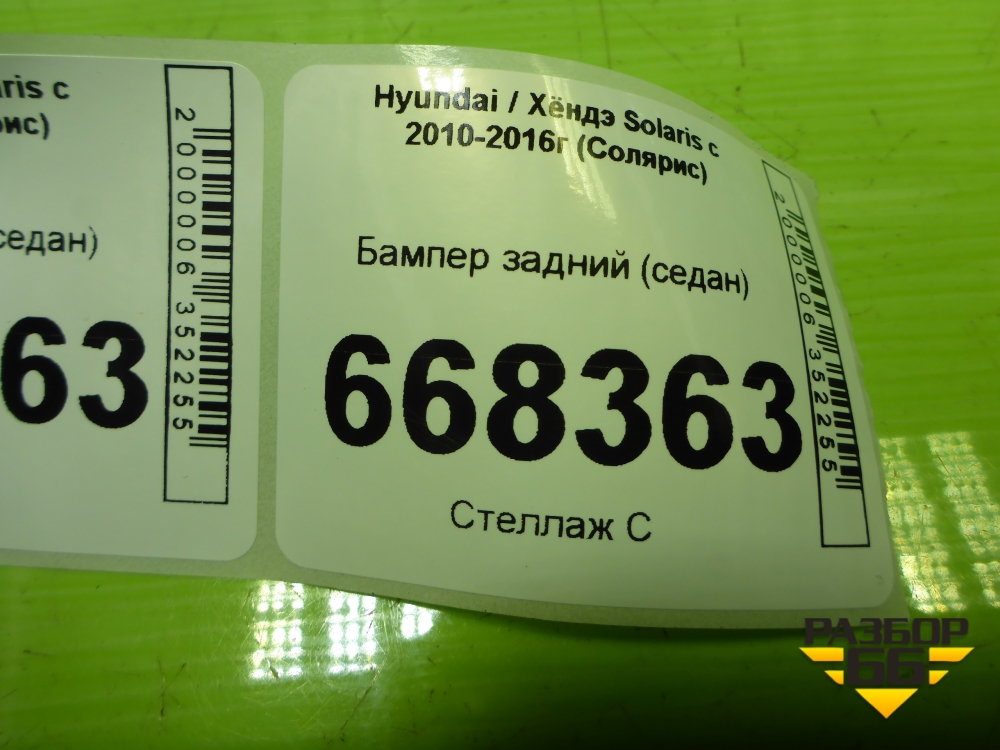 aris с
рис)
седан)
63
2000006352255
Hyundai / Хёндэ Solaris с
2010-2016г (Солярис)
Бампер задний (седан)
668363
Стеллаж С
2000006352255
РАЗБОР
66